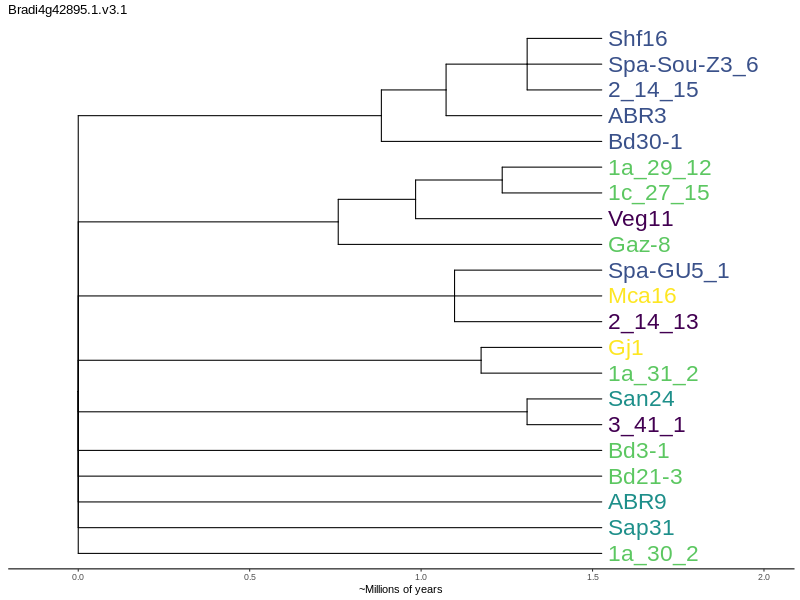 Bradi4g42895.1.v3.1
Shf16
Spa-Sou-Z3_6
2_14_15
ABR3
Bd30-1
1a_29_12
1c_27_15
Veg11
Gaz-8
Spa-GU5_1
Mca16
2_14_13
Gj1
1a_31_2
San24
3_41_1
Bd3-1
Bd21-3
ABR9
Sap31
1a_30_2
0.0 0.5 1.0 1.5 2.0
~Millions of years